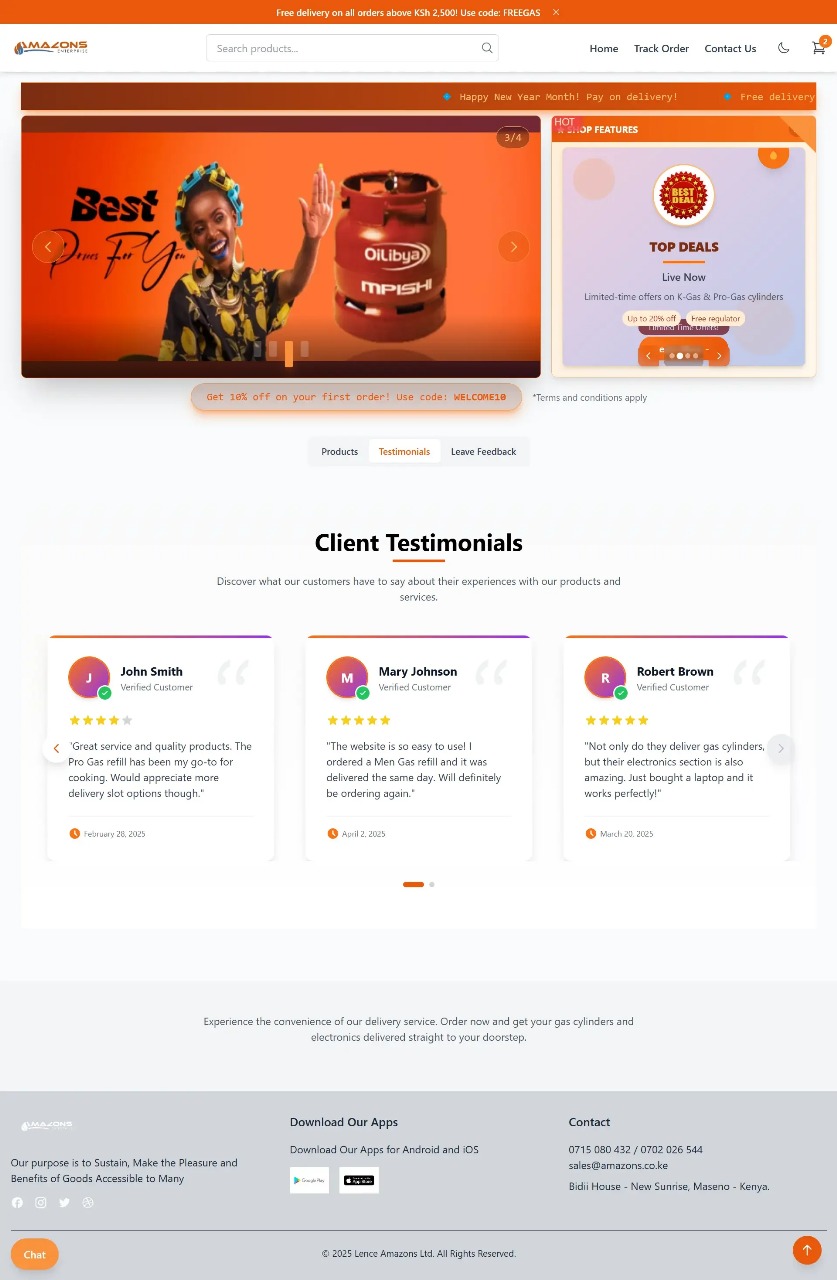 Free delivery on all orders above KSh 2,500! Use code: FREEGAS
AMAZONS
ENTERPRISE
Search products...
Home
Track Order
Contact Us
2
Happy New Year Month! Pay on delivery!
Free delivery
3/4
Best
Prices For You
OiLibya
MPISHI
HOT
SHOP FEATURES
BEST
DEAL
TOP DEALS
Live Now
Limited-time offers on K-Gas & Pro-Gas cylinders
Up to 20% off
Free regulator
Limited Time Offers!
Get 10% off on your first order! Use code: WELCOME10
*Terms and conditions apply
Products
Testimonials
Leave Feedback
Client Testimonials
Discover what our customers have to say about their experiences with our products and
services.
J
John Smith
Verified Customer
"Great service and quality products. The
Pro Gas refill has been my go-to for
cooking. Would appreciate more
delivery slot options though."
February 28, 2025
M
Mary Johnson
Verified Customer
"The website is so easy to use! I
ordered a Men Gas refill and it was
delivered the same day. Will definitely
be ordering again."
April 2, 2025
R
Robert Brown
Verified Customer
"Not only do they deliver gas cylinders,
but their electronics section is also
amazing. Just bought a laptop and it
works perfectly!"
March 20, 2025
Experience the convenience of our delivery service. Order now and get your gas cylinders and
electronics delivered straight to your doorstep.
AMAZONS
Our purpose is to Sustain, Make the Pleasure and
Benefits of Goods Accessible to Many
Download Our Apps
Download Our Apps for Android and iOS
Google Play
App Store
Contact
0715 080 432 / 0702 026 544
sales@amazons.co.ke
Bidii House - New Sunrise, Maseno - Kenya.
Chat
© 2025 Lence Amazons Ltd. All Rights Reserved.